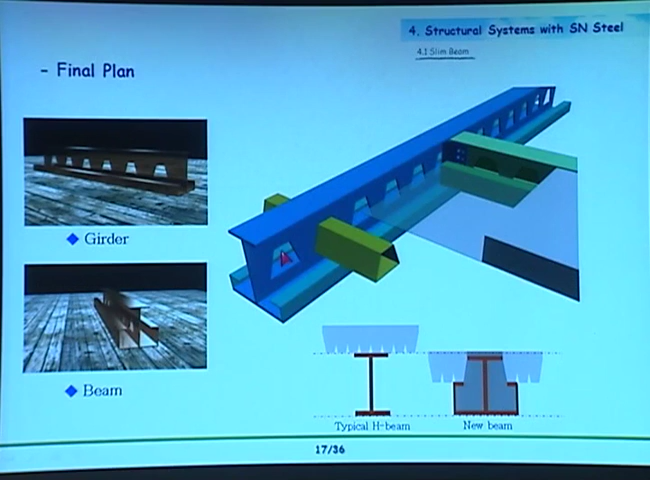 4. Structural Systems with SN Steel
4.1 Slim Beam
- Final Plan
◆ Girder
◆ Beam
Typical H-beam
New beam
17/36